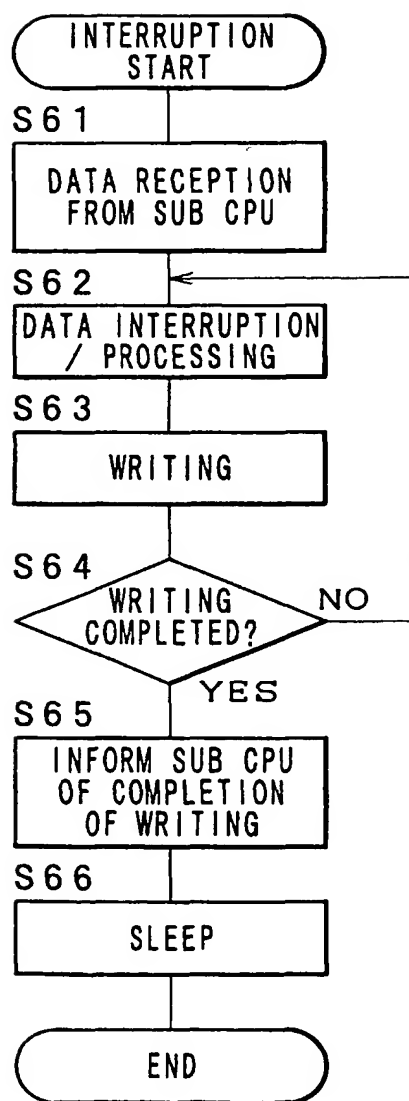 INTERRUPTION
START
S61
DATA RECEPTION
FROM SUB CPU
S62
DATA INTERRUPTION
/ PROCESSING
S63
WRITING
S64
WRITING
COMPLETED?
NO
YES
S65
INFORM SUB CPU
OF COMPLETION
OF WRITING
S66
SLEEP
END